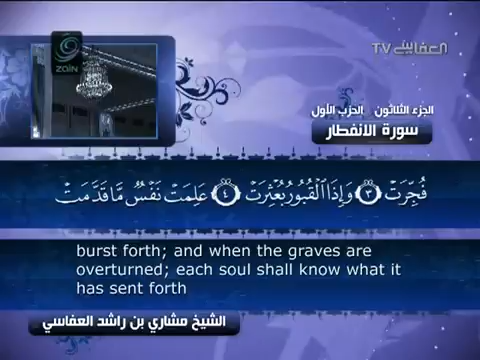 zain
العفاسي TV
الجزء الثلاثون الحزب الأول
سورة الانفطار
فُجِّرَتْ ٣ وَإِذَا الْقُبُورُ بُعْثِرَتْ ٤ عَلِمَتْ نَفْسٌ مَّا قَدَّمَتْ
burst forth; and when the graves are
overturned; each soul shall know what it
has sent forth
الشيخ مشاري بن راشد العفاسي